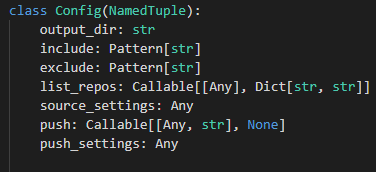 class Config(NamedTuple):
    output_dir: str
    include: Pattern[str]
    exclude: Pattern[str]
    list_repos: Callable[[Any], Dict[str, str]]
    source_settings: Any
    push: Callable[[Any, str], None]
    push_settings: Any